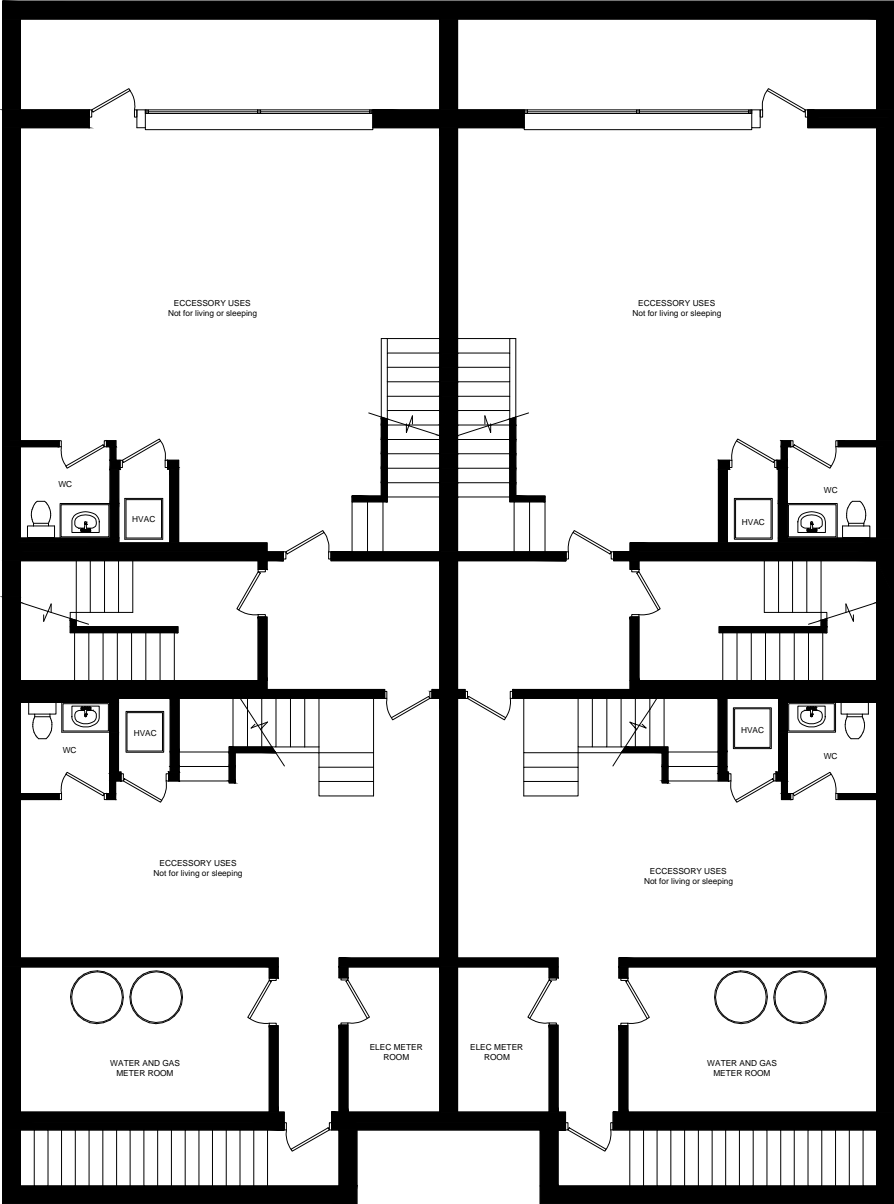 ECCESSORY USES
Not for living or sleeping
ECCESSORY USES
Not for living or sleeping
WC
HVAC
HVAC
WC
WC
HVAC
HVAC
WC
ECCESSORY USES
Not for living or sleeping
ECCESSORY USES
Not for living or sleeping
WATER AND GAS
METER ROOM
ELEC METER
ROOM
ELEC METER
ROOM
WATER AND GAS
METER ROOM